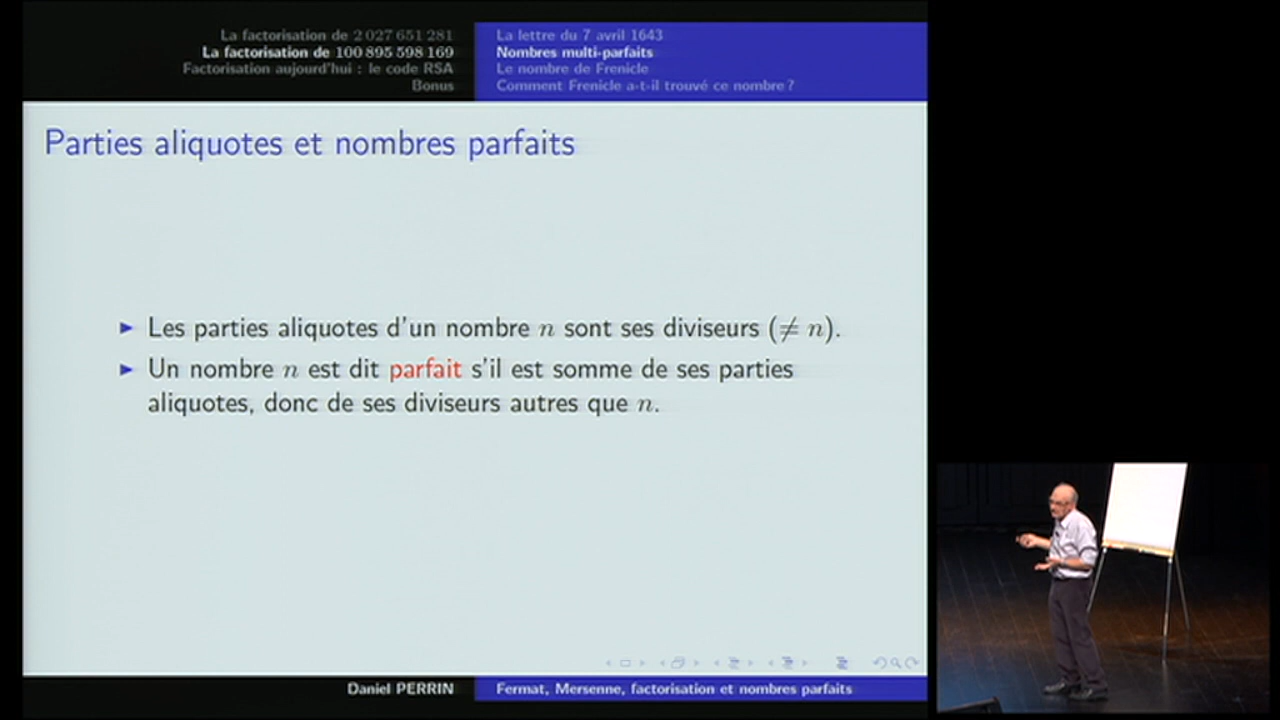 La factorisation de 2 027 651 281
La factorisation de 100 895 598 169
Factorisation aujourd'hui : le code RSA
Bonus
La lettre du 7 avril 1643
Nombres multi-parfaits
Le nombre de Frenicle
Comment Frenicle a-t-il trouvé ce nombre ?
Parties aliquotes et nombres parfaits
Les parties aliquotes d'un nombre n sont ses diviseurs (≠ n).
Un nombre n est dit parfait s'il est somme de ses parties
aliquotes, donc de ses diviseurs autres que n.
Daniel PERRIN
Fermat, Mersenne, factorisation et nombres parfaits